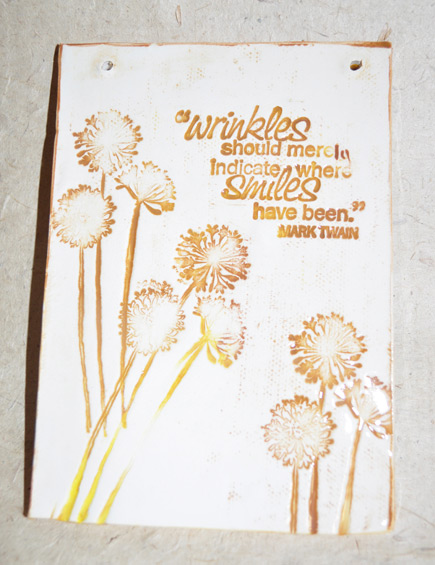 “wrinkles
should merely
indicate where
smiles
have been.”
MARK TWAIN